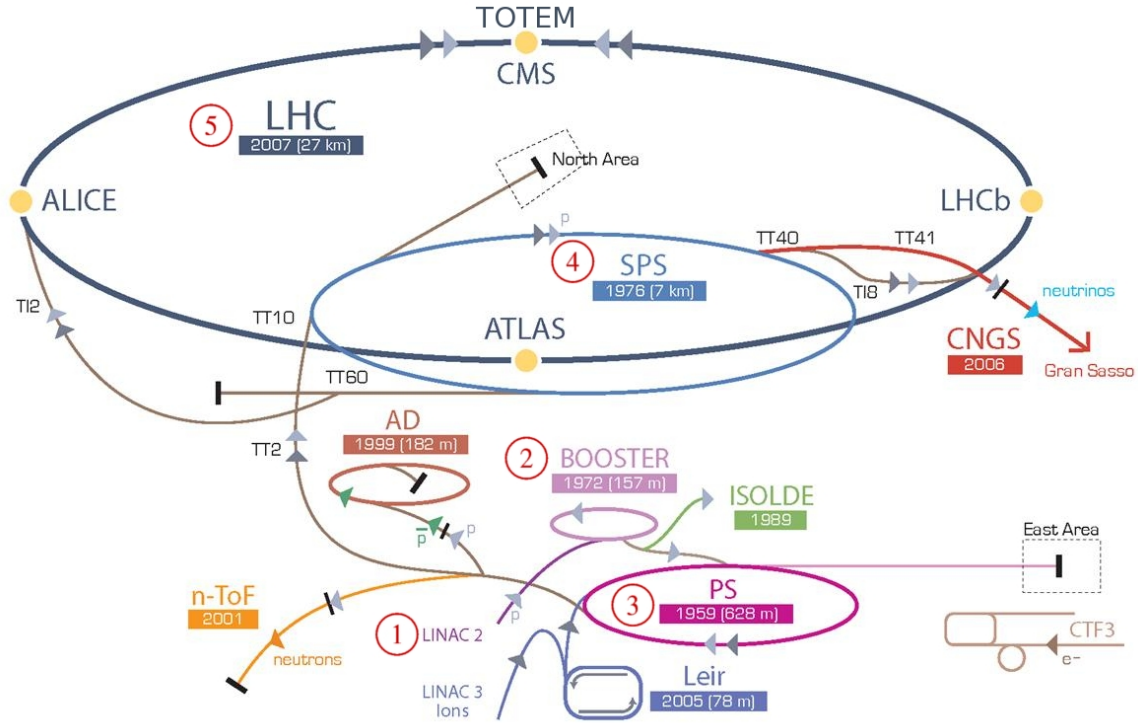 TOTEM
CMS
5
LHC
2007 (27 km)
North Area
ALICE
LHCb
p
TT40
TT41
4
SPS
1976 (7 km)
TI2
TI8
neutrinos
TT10
ATLAS
CNGS
2006
Gran Sasso
TT60
AD
1999 (182 m)
TT2
2
BOOSTER
1972 (157 m)
ISOLDE
1989
p̅
p
East Area
n-ToF
2001
PS
3
1959 (628 m)
1
LINAC 2
p
CTF3
e-
neutrons
LINAC 3
Ions
Leir
2005 (78 m)